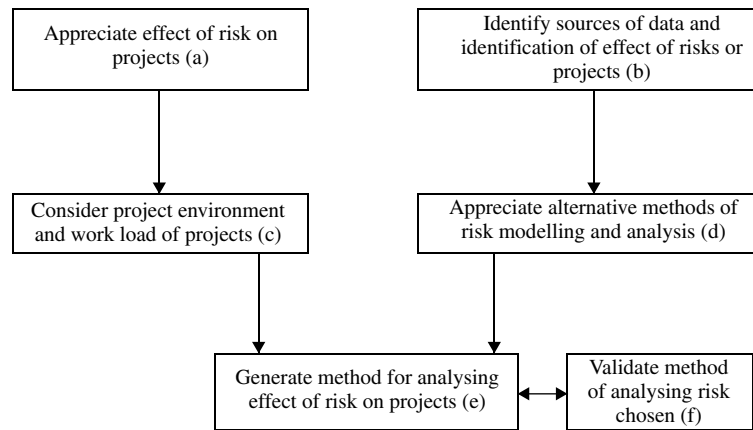 Appreciate effect of risk on
projects (a)
Identify sources of data and
identification of effect of risks or
projects (b)
Consider project environment
and work load of projects (c)
Appreciate alternative methods of
risk modelling and analysis (d)
Generate method for analysing
effect of risk on projects (e)
Validate method
of analysing risk
chosen (f)